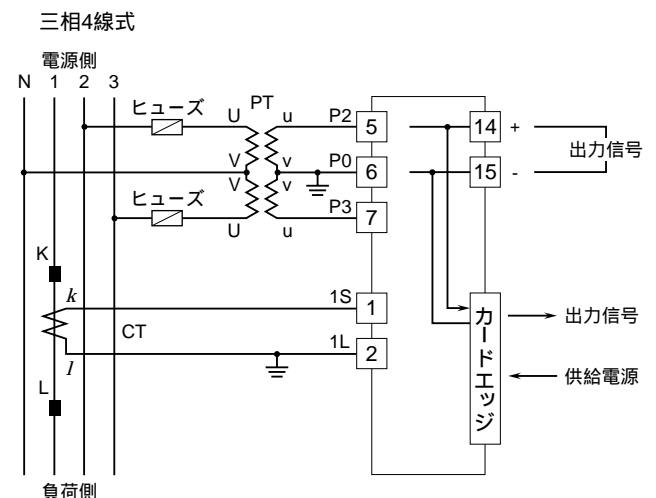 三相4線式
電源側
N 1 2 3
ヒューズ
U
PT
u
P2
5
14
+
出力信号
V
v
P0
6
15
-
V
v
ヒューズ
U
u
P3
7
K
k
1S
1
CT
l
1L
2
L
カードエッジ
出力信号
供給電源
負荷側